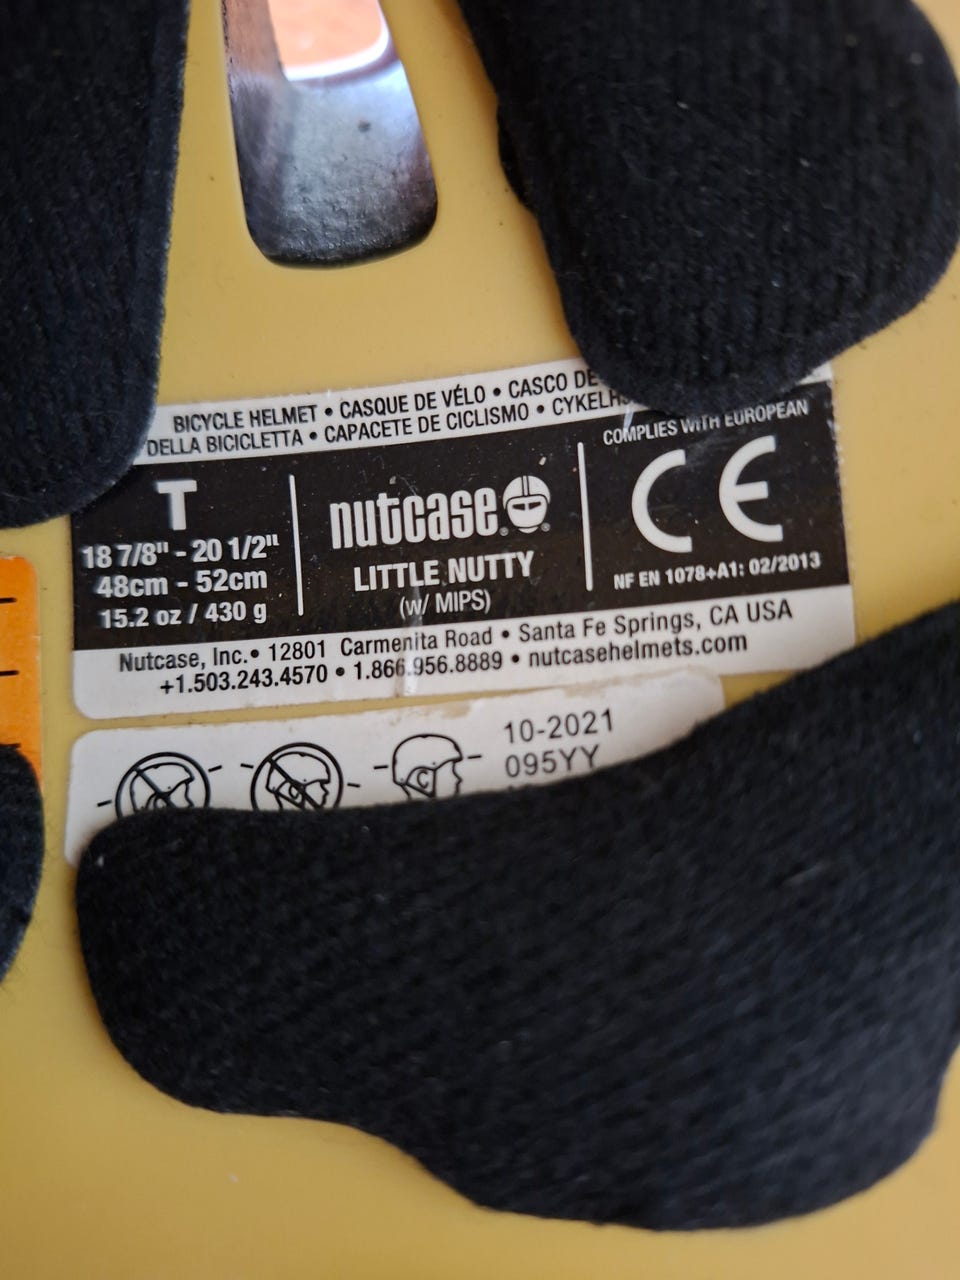 BICYCLE HELMET • CASQUE DE VÉLO • CASCO DE
DELLA BICICLETTA • CAPACETE DE CICLISMO •
T
18 7/8" - 20 1/2"
48cm - 52cm
15.2 oz / 430 g
nutcase®
LITTLE NUTTY
(w/ MIPS)
COMPLIES WITH EUROPEAN
CE
NF EN 1078+A1: 02/2013
Nutcase, Inc. • 12801 Carmenita Road • Santa Fe Springs, CA USA
+1.503.243.4570 • 1.866.956.8889 • nutcasehelmets.com
10-2021
095YY